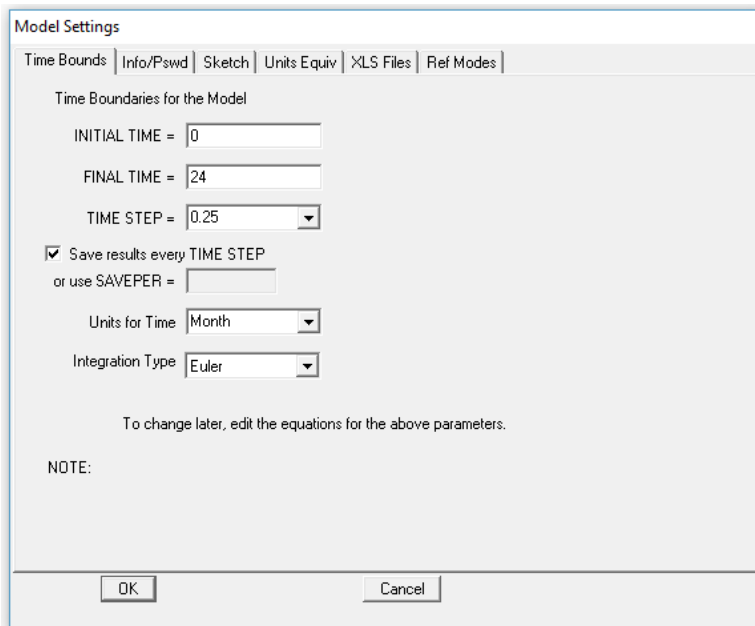 Model Settings
Time Bounds Info/Pswd Sketch Units Equiv XLS Files Ref Modes
Time Boundaries for the Model
INITIAL TIME = 0
FINAL TIME = 24
TIME STEP = 0.25
Save results every TIME STEP
or use SAVEPER =
Units for Time Month
Integration Type Euler
To change later, edit the equations for the above parameters.
NOTE:
OK Cancel